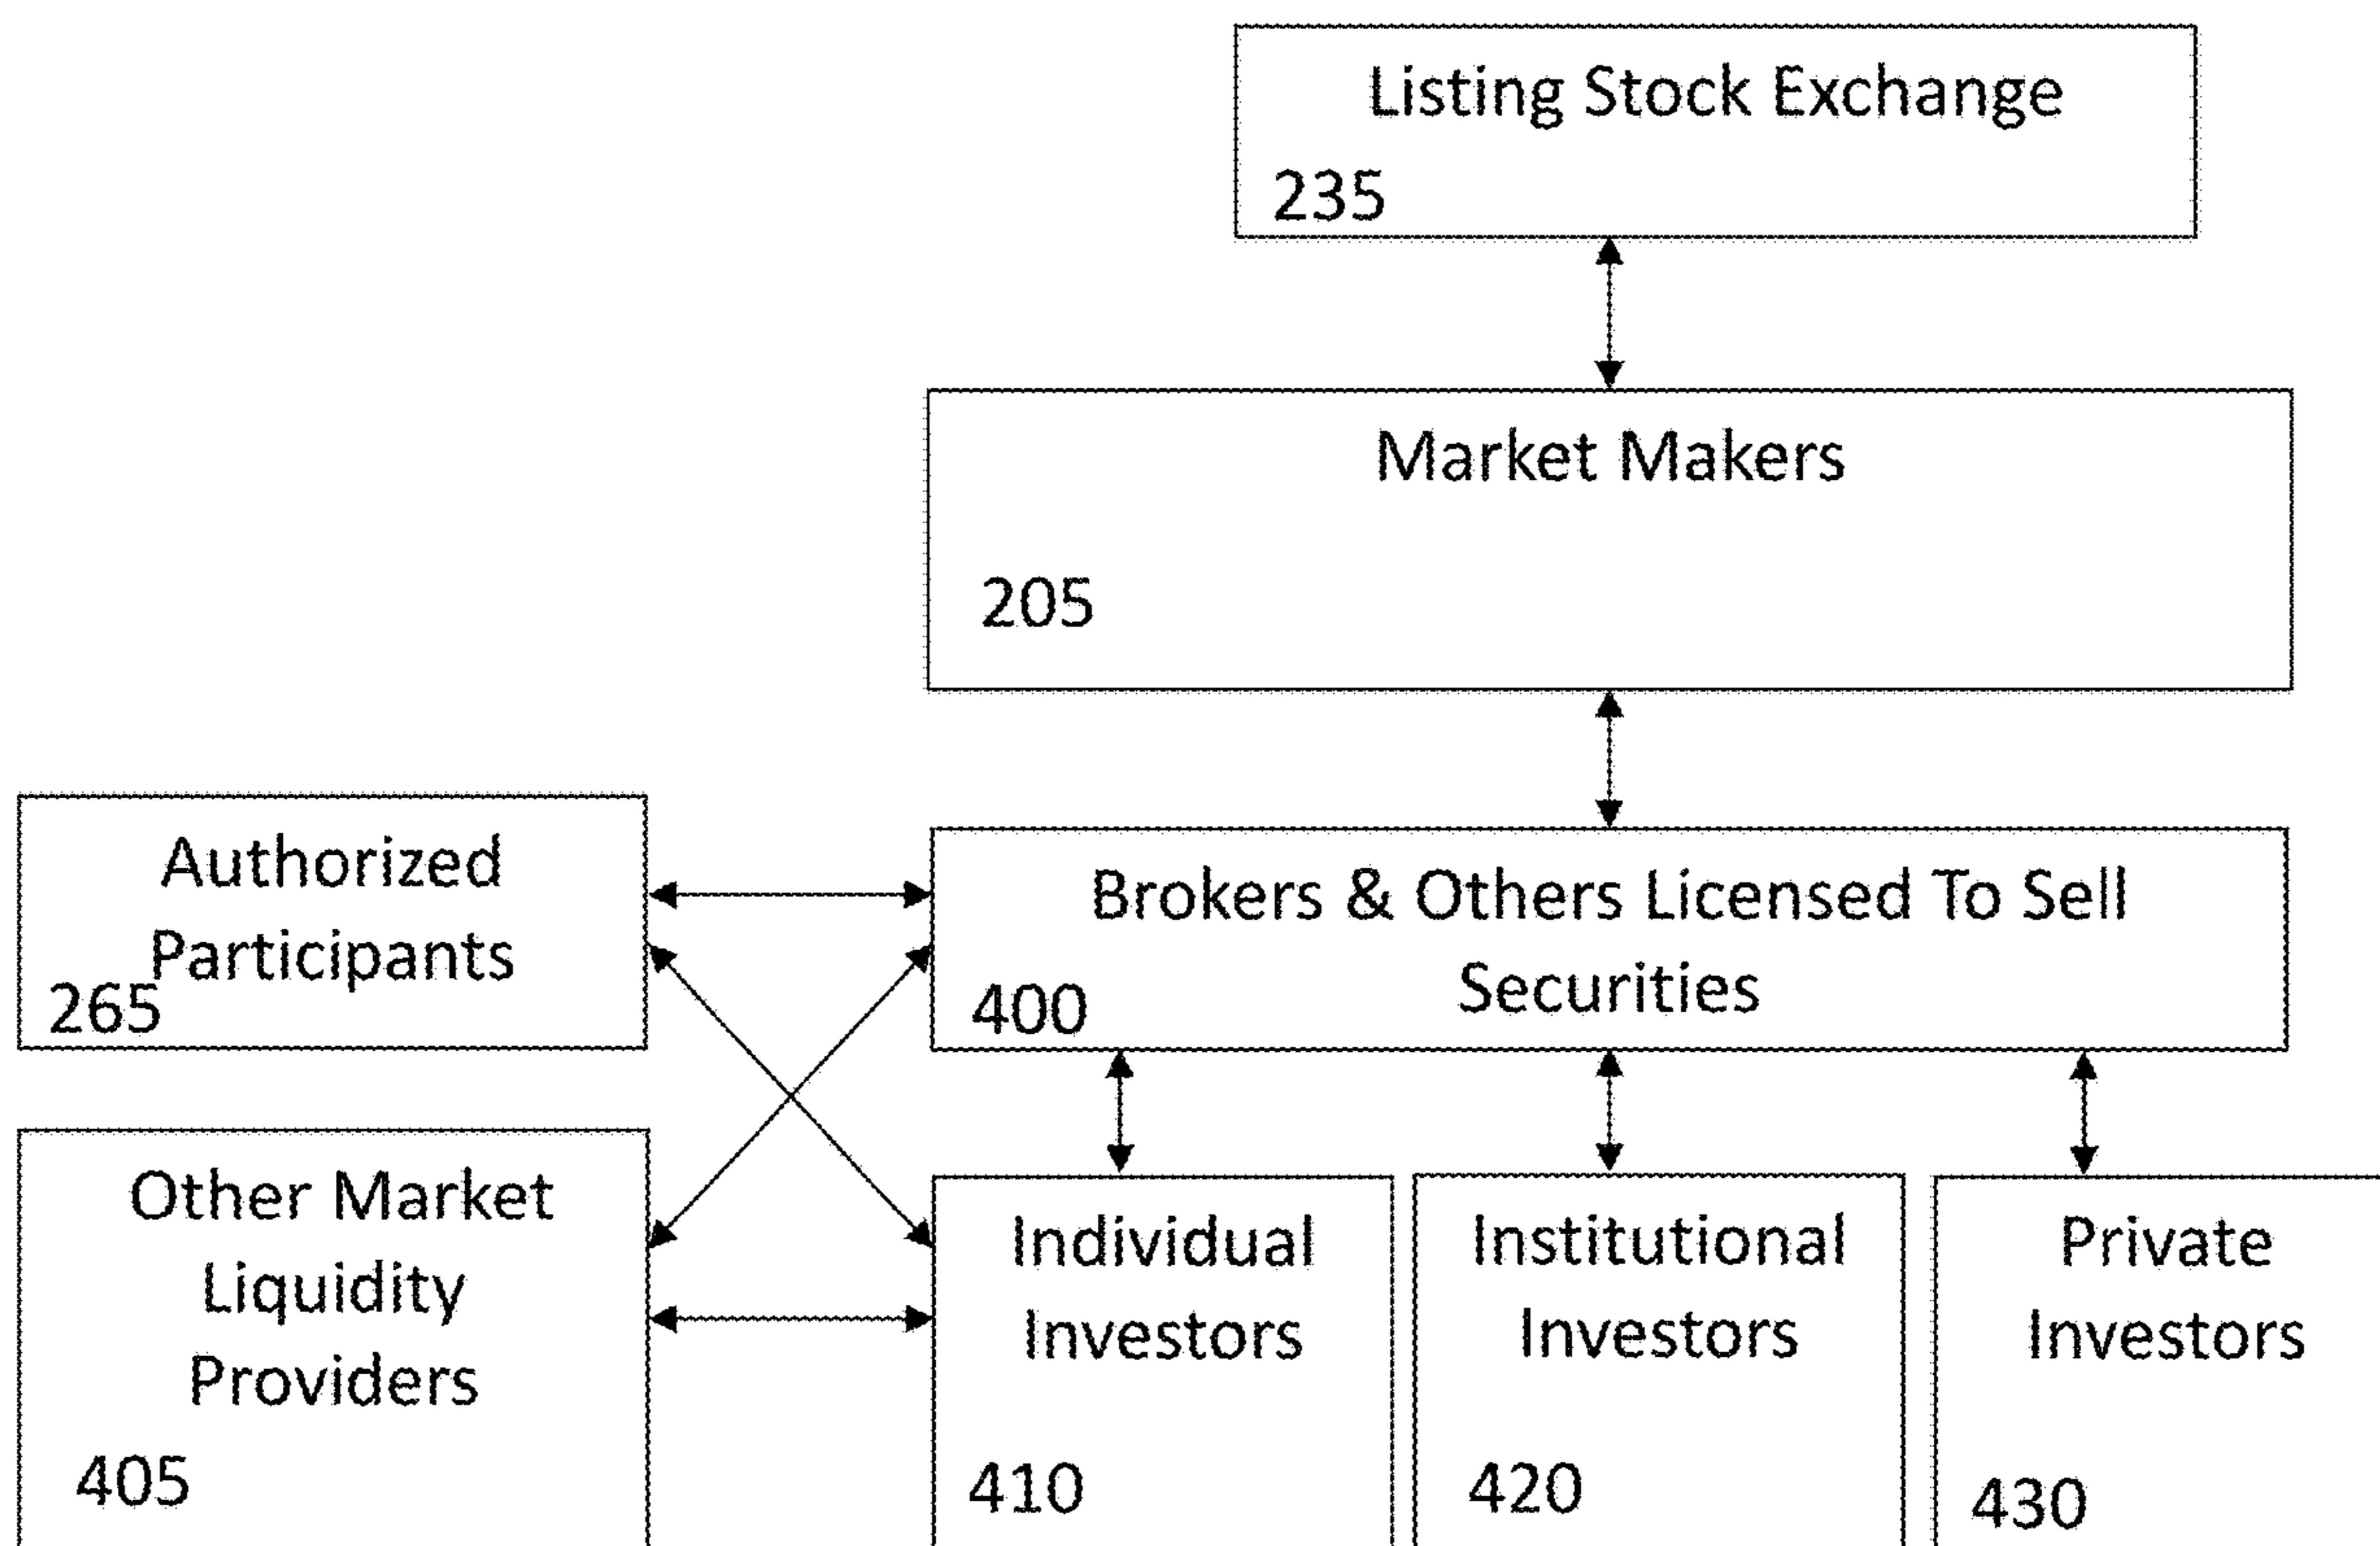 Listing Stock Exchange
235
Market Makers
205
Authorized
Participants
265
Brokers & Others Licensed To Sell
Securities
400
Other Market
Liquidity
Providers
405
Individual
Investors
410
Institutional
Investors
420
Private
Investors
430